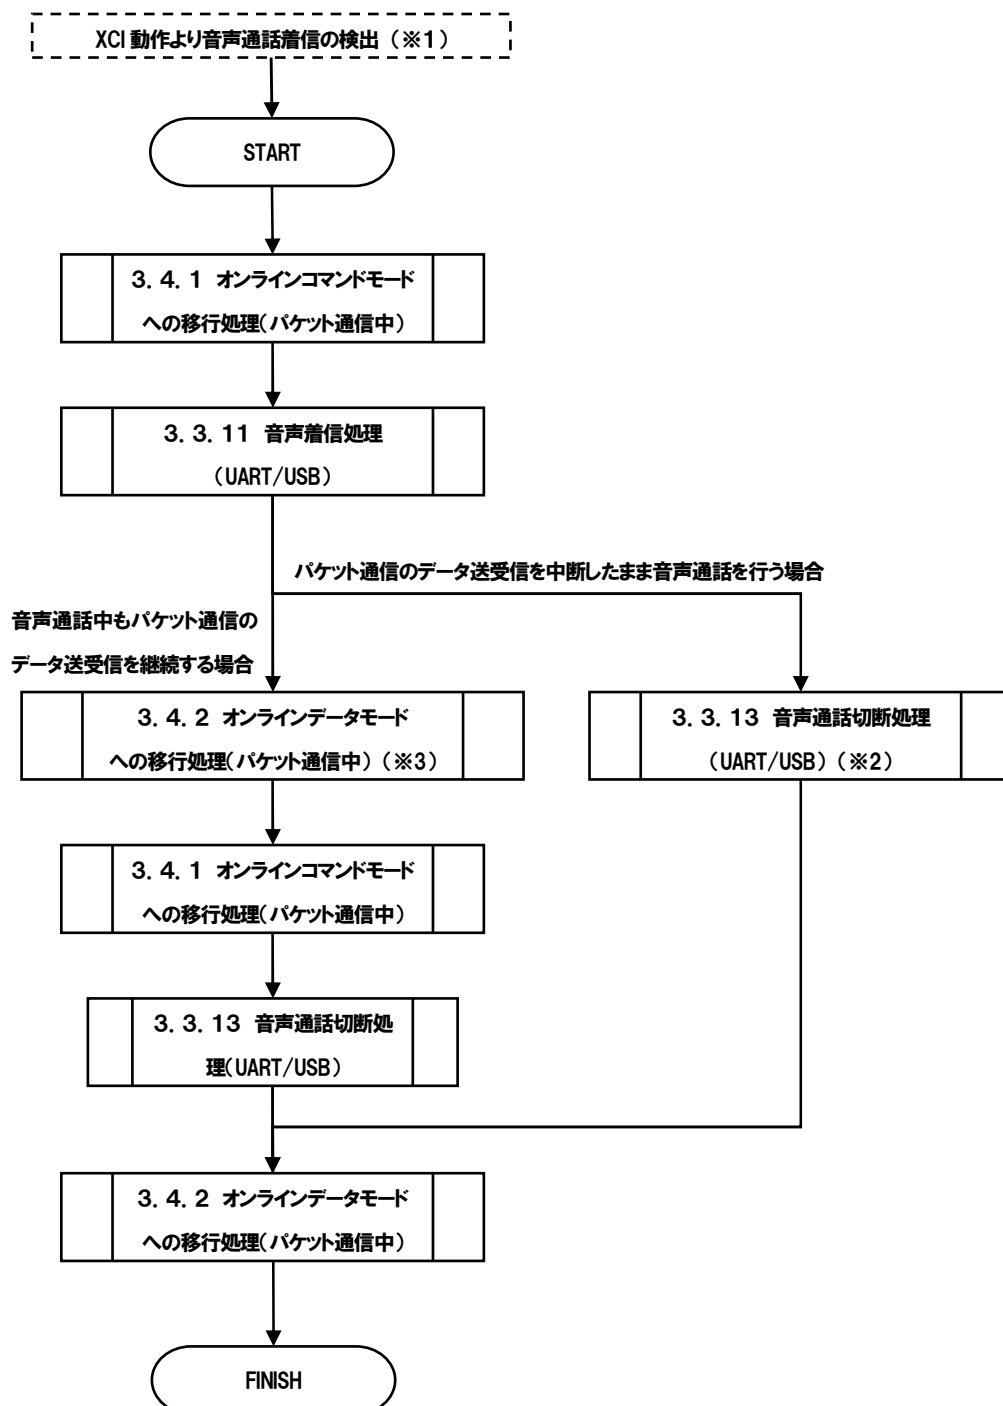 XCI 動作より音声通話着信の検出（※1）
START
3．4．1 オンラインコマンドモード
への移行処理（パケット通信中）
3．3．11 音声着信処理
（UART/USB）
パケット通信のデータ送受信を中断したまま音声通話を行う場合
音声通話中もパケット通信の
データ送受信を継続する場合
3．4．2 オンラインデータモード
への移行処理（パケット通信中）（※3）
3．3．13 音声通話切断処理
（UART/USB）（※2）
3．4．1 オンラインコマンドモード
への移行処理（パケット通信中）
3．3．13 音声通話切断処
理（UART/USB）
3．4．2 オンラインデータモード
への移行処理（パケット通信中）
FINISH